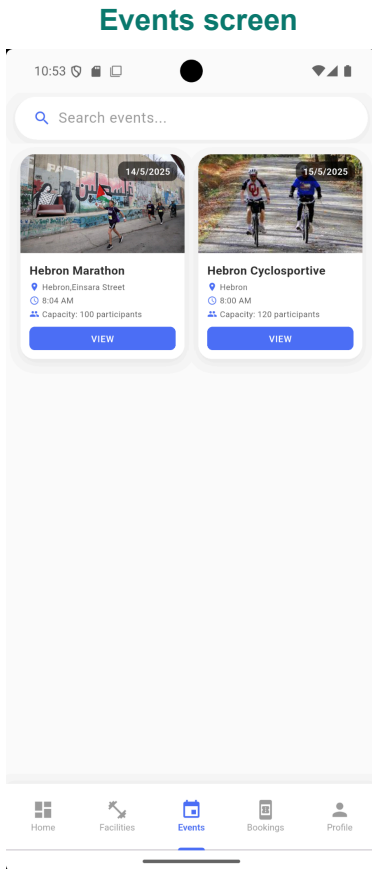 Events screen
10:53
Search events...
14/5/2025
15/5/2025
فلسطين
Hebron Marathon
Hebron,Einsara Street
8:04 AM
Capacity: 100 participants
VIEW
Hebron Cyclosportive
Hebron
8:00 AM
Capacity: 120 participants
VIEW
Home
Facilities
Events
Bookings
Profile